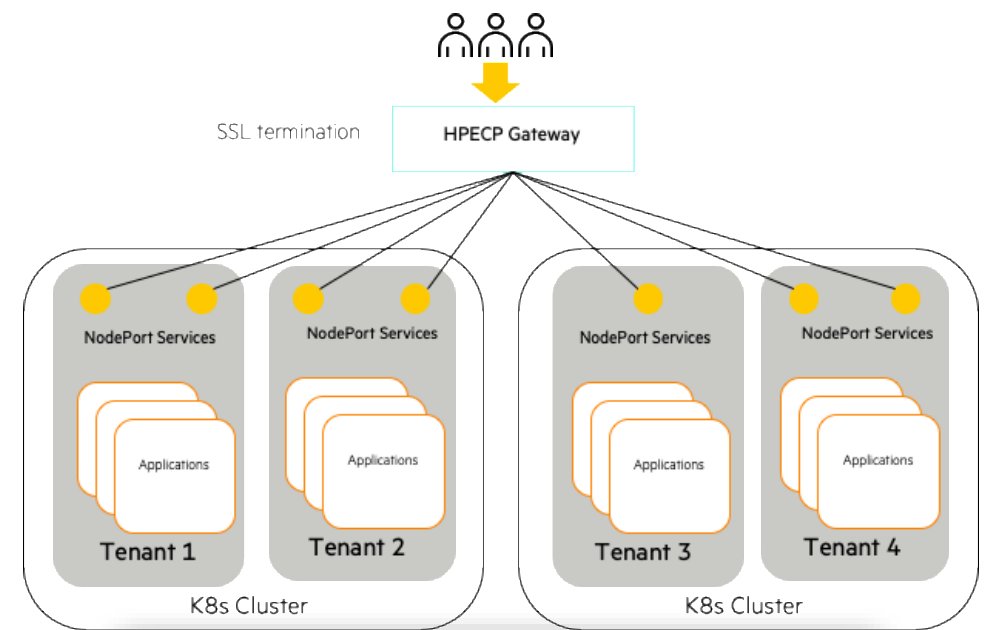 SSL termination
HPECP Gateway
NodePort Services
NodePort Services
NodePort Services
NodePort Services
Applications
Applications
Applications
Applications
Tenant 1
Tenant 2
Tenant 3
Tenant 4
K8s Cluster
K8s Cluster